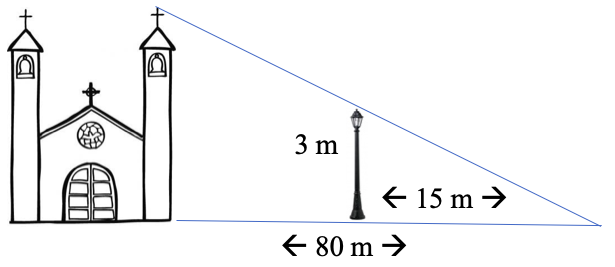 3 m
← 15 m →
← 80 m →